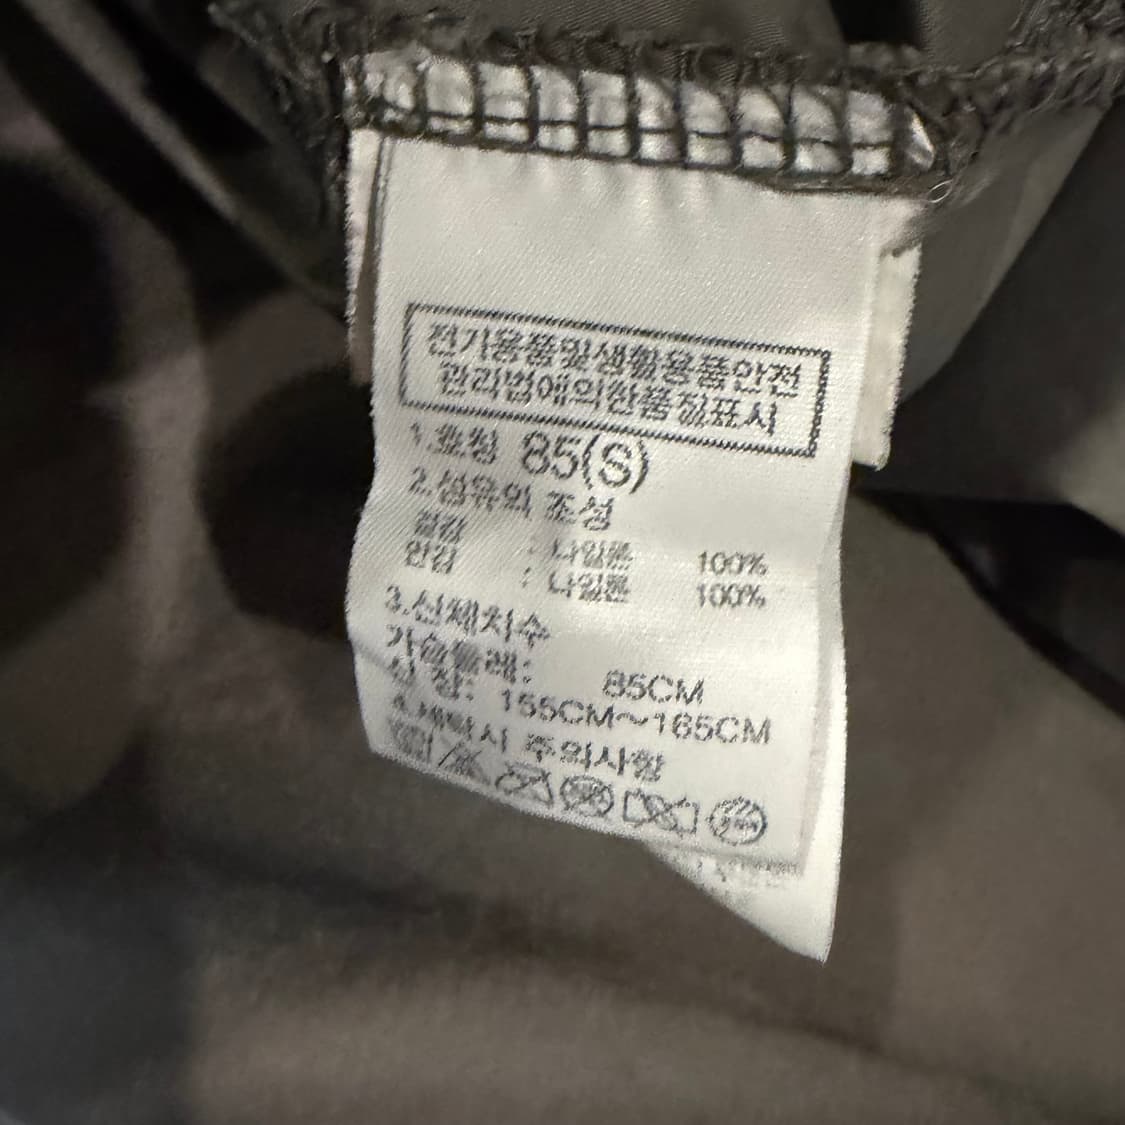 전기용품및생활용품안전
관리법에의한품질표시
1.호칭 85(S)
2.섬유의 조성
겉감 : 나일론 100%
안감 : 나일론 100%
3.신체치수
가슴둘레: 85CM
신장: 155CM~165CM
4.세탁시 주의사항